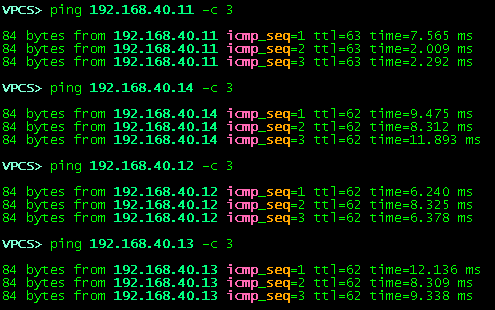 VPCS> ping 192.168.40.11 -c 3
84 bytes from 192.168.40.11 icmp_seq=1 ttl=63 time=7.565 ms
84 bytes from 192.168.40.11 icmp_seq=2 ttl=63 time=2.009 ms
84 bytes from 192.168.40.11 icmp_seq=3 ttl=63 time=2.292 ms
VPCS> ping 192.168.40.14 -c 3
84 bytes from 192.168.40.14 icmp_seq=1 ttl=62 time=9.475 ms
84 bytes from 192.168.40.14 icmp_seq=2 ttl=62 time=8.312 ms
84 bytes from 192.168.40.14 icmp_seq=3 ttl=62 time=11.893 ms
VPCS> ping 192.168.40.12 -c 3
84 bytes from 192.168.40.12 icmp_seq=1 ttl=62 time=6.240 ms
84 bytes from 192.168.40.12 icmp_seq=2 ttl=62 time=8.325 ms
84 bytes from 192.168.40.12 icmp_seq=3 ttl=62 time=6.378 ms
VPCS> ping 192.168.40.13 -c 3
84 bytes from 192.168.40.13 icmp_seq=1 ttl=62 time=12.136 ms
84 bytes from 192.168.40.13 icmp_seq=2 ttl=62 time=8.309 ms
84 bytes from 192.168.40.13 icmp_seq=3 ttl=62 time=9.338 ms